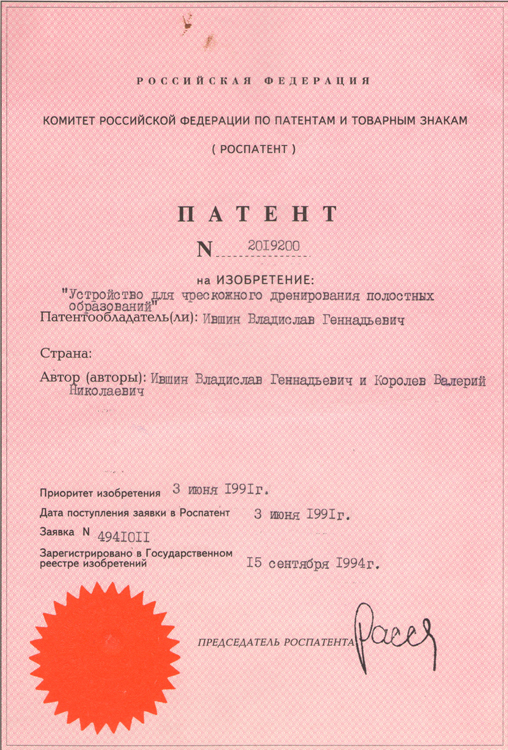 РОССИЙСКАЯ ФЕДЕРАЦИЯ
КОМИТЕТ РОССИЙСКОЙ ФЕДЕРАЦИИ ПО ПАТЕНТАМ И ТОВАРНЫМ ЗНАКАМ
( РОСПАТЕНТ )
ПАТЕНТ
N 2019200
на ИЗОБРЕТЕНИЕ:
"Устройство для чрескожного дренирования полостных
образований"
Патентообладатель(ли): Ившин Владислав Геннадьевич
Страна:
Автор (авторы): Ившин Владислав Геннадьевич и Королев Валерий
Николаевич
Приоритет изобретения 3 июня 1991г.
Дата поступления заявки в Роспатент 3 июня 1991г.
Заявка N 4941011
Зарегистрировано в Государственном
реестре изобретений 15 сентября 1994г.
ПРЕДСЕДАТЕЛЬ РОСПАТЕНТА